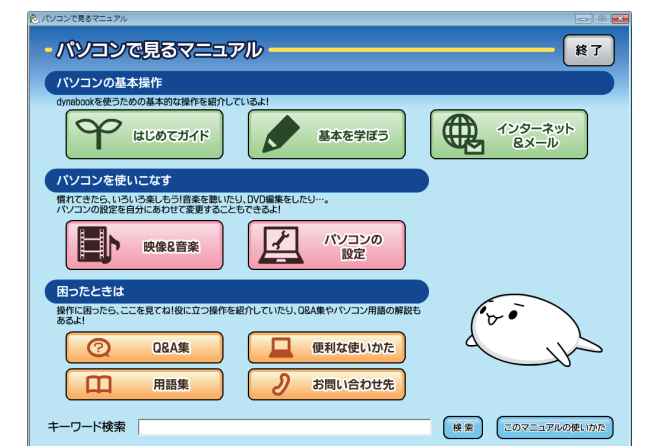 パソコンで見るマニュアル
パソコンで見るマニュアル
終了
パソコンの基本操作
dynabookを使うための基本的な操作を紹介しているよ!
はじめてガイド
基本を学ぼう
インターネット
&メール
パソコンを使いこなす
慣れてきたら、いろいろ楽しもう!音楽を聴いたり、DVD編集をしたり…。
パソコンの設定を自分にあわせて変更することもできるよ!
映像&音楽
パソコンの
設定
困ったときは
操作に困ったら、ここを見てね!役に立つ操作を紹介していたり、Q&A集やパソコン用語の解説も
あるよ!
Q&A集
便利な使いかた
用語集
お問い合わせ先
キーワード検索
検索
このマニュアルの使いかた